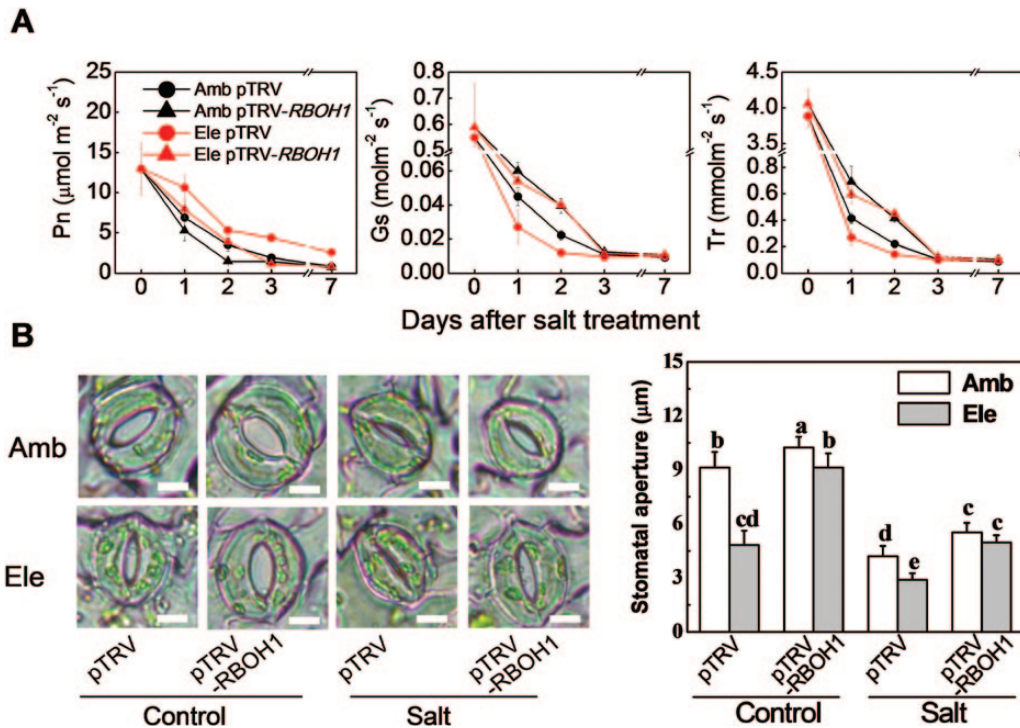 A
Pn (μmol m⁻² s⁻¹)
25
20
15
10
5
0
Amb pTRV
Amb pTRV-RBOH1
Ele pTRV
Ele pTRV-RBOH1
0 1 2 3 7
Gs (molm⁻² s⁻¹)
0.8
0.7
0.6
0.5
0.04
0.02
0.00
0 1 2 3 7
Tr (mmolm⁻² s⁻¹)
4.5
4.0
3.5
0.8
0.6
0.4
0.2
0.0
0 1 2 3 7
Days after salt treatment
B
Amb
Ele
pTRV
pTRV
-RBOH1
pTRV
pTRV
-RBOH1
Control
Salt
Stomatal aperture (μm)
15
12
9
6
3
0
Amb
Ele
b
cd
a
b
d
e
c
c
pTRV
pTRV
-RBOH1
pTRV
pTRV
-RBOH1
Control
Salt